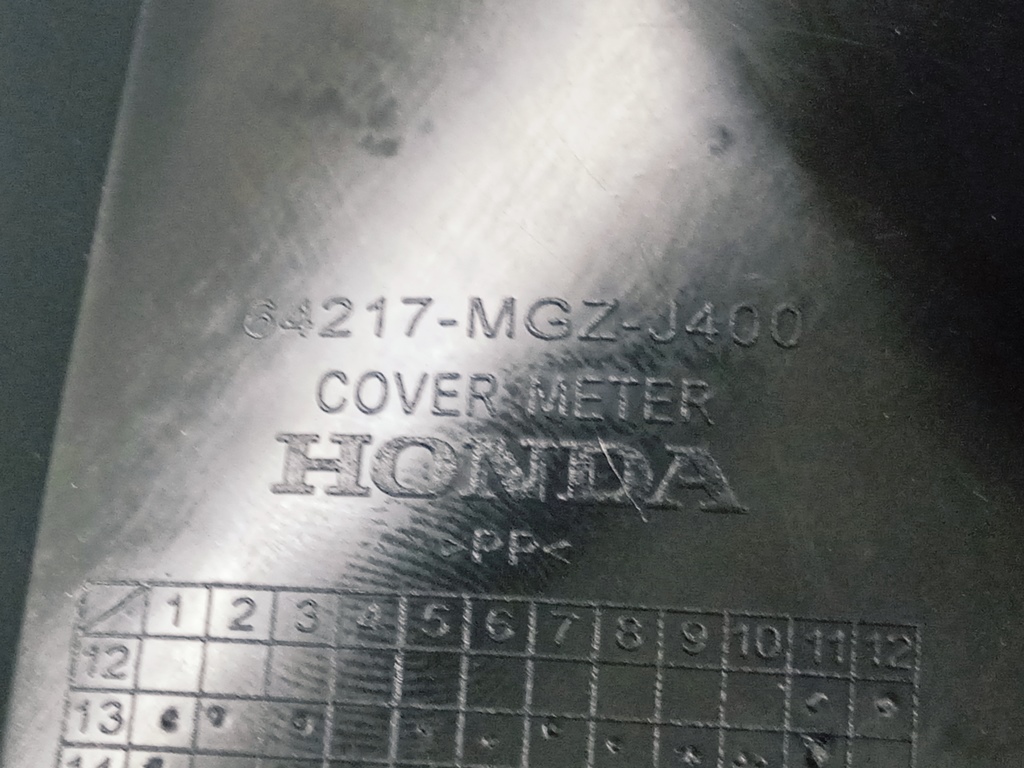 64217-MGZ-J400
COVER METER
HONDA
>PP<
1 2 3 4 5 6 7 8 9 10 11 12
12
13
14